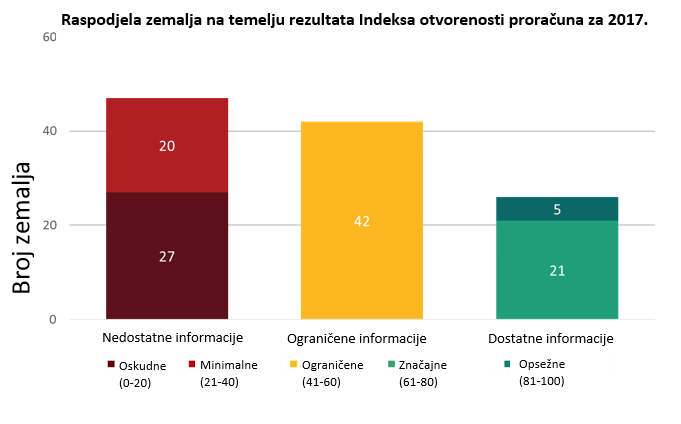 Raspodjela zemalja na temelju rezultata Indeksa otvorenosti proračuna za 2017.
60
40
20
0
Broj zemalja
20
27
42
5
21
Nedostatne informacije
Ograničene informacije
Dostatne informacije
Oskudne
(0-20)
Minimalne
(21-40)
Ograničene
(41-60)
Značajne
(61-80)
Opsežne
(81-100)